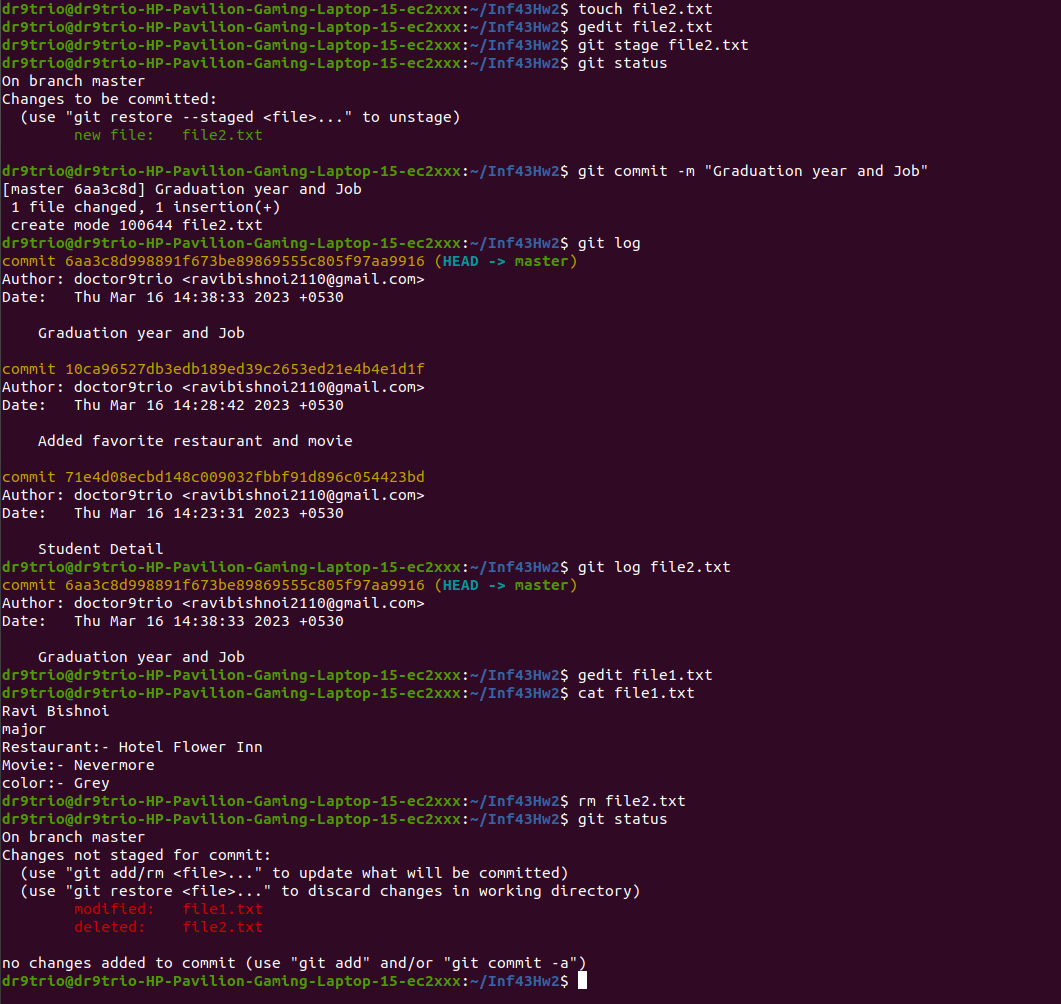 dr9trio@dr9trio-HP-Pavilion-Gaming-Laptop-15-ec2xxx:~/Inf43Hw2$ touch file2.txt
dr9trio@dr9trio-HP-Pavilion-Gaming-Laptop-15-ec2xxx:~/Inf43Hw2$ gedit file2.txt
dr9trio@dr9trio-HP-Pavilion-Gaming-Laptop-15-ec2xxx:~/Inf43Hw2$ git stage file2.txt
dr9trio@dr9trio-HP-Pavilion-Gaming-Laptop-15-ec2xxx:~/Inf43Hw2$ git status
On branch master
Changes to be committed:
  (use "git restore --staged <file>..." to unstage)
        new file:   file2.txt

dr9trio@dr9trio-HP-Pavilion-Gaming-Laptop-15-ec2xxx:~/Inf43Hw2$ git commit -m "Graduation year and Job"
[master 6aa3c8d] Graduation year and Job
 1 file changed, 1 insertion(+)
 create mode 100644 file2.txt
dr9trio@dr9trio-HP-Pavilion-Gaming-Laptop-15-ec2xxx:~/Inf43Hw2$ git log
commit 6aa3c8d998891f673be89869555c805f97aa9916 (HEAD -> master)
Author: doctor9trio <ravibishnoi2110@gmail.com>
Date:   Thu Mar 16 14:38:33 2023 +0530

    Graduation year and Job

commit 10ca96527db3edb189ed39c2653ed21e4b4e1d1f
Author: doctor9trio <ravibishnoi2110@gmail.com>
Date:   Thu Mar 16 14:28:42 2023 +0530

    Added favorite restaurant and movie

commit 71e4d08ecbd148c009032fbbf91d896c054423bd
Author: doctor9trio <ravibishnoi2110@gmail.com>
Date:   Thu Mar 16 14:23:31 2023 +0530

    Student Detail
dr9trio@dr9trio-HP-Pavilion-Gaming-Laptop-15-ec2xxx:~/Inf43Hw2$ git log file2.txt
commit 6aa3c8d998891f673be89869555c805f97aa9916 (HEAD -> master)
Author: doctor9trio <ravibishnoi2110@gmail.com>
Date:   Thu Mar 16 14:38:33 2023 +0530

    Graduation year and Job
dr9trio@dr9trio-HP-Pavilion-Gaming-Laptop-15-ec2xxx:~/Inf43Hw2$ gedit file1.txt
dr9trio@dr9trio-HP-Pavilion-Gaming-Laptop-15-ec2xxx:~/Inf43Hw2$ cat file1.txt
Ravi Bishnoi
major
Restaurant:- Hotel Flower Inn
Movie:- Nevermore
color:- Grey
dr9trio@dr9trio-HP-Pavilion-Gaming-Laptop-15-ec2xxx:~/Inf43Hw2$ rm file2.txt
dr9trio@dr9trio-HP-Pavilion-Gaming-Laptop-15-ec2xxx:~/Inf43Hw2$ git status
On branch master
Changes not staged for commit:
  (use "git add/rm <file>..." to update what will be committed)
  (use "git restore <file>..." to discard changes in working directory)
        modified:   file1.txt
        deleted:    file2.txt

no changes added to commit (use "git add" and/or "git commit -a")
dr9trio@dr9trio-HP-Pavilion-Gaming-Laptop-15-ec2xxx:~/Inf43Hw2$